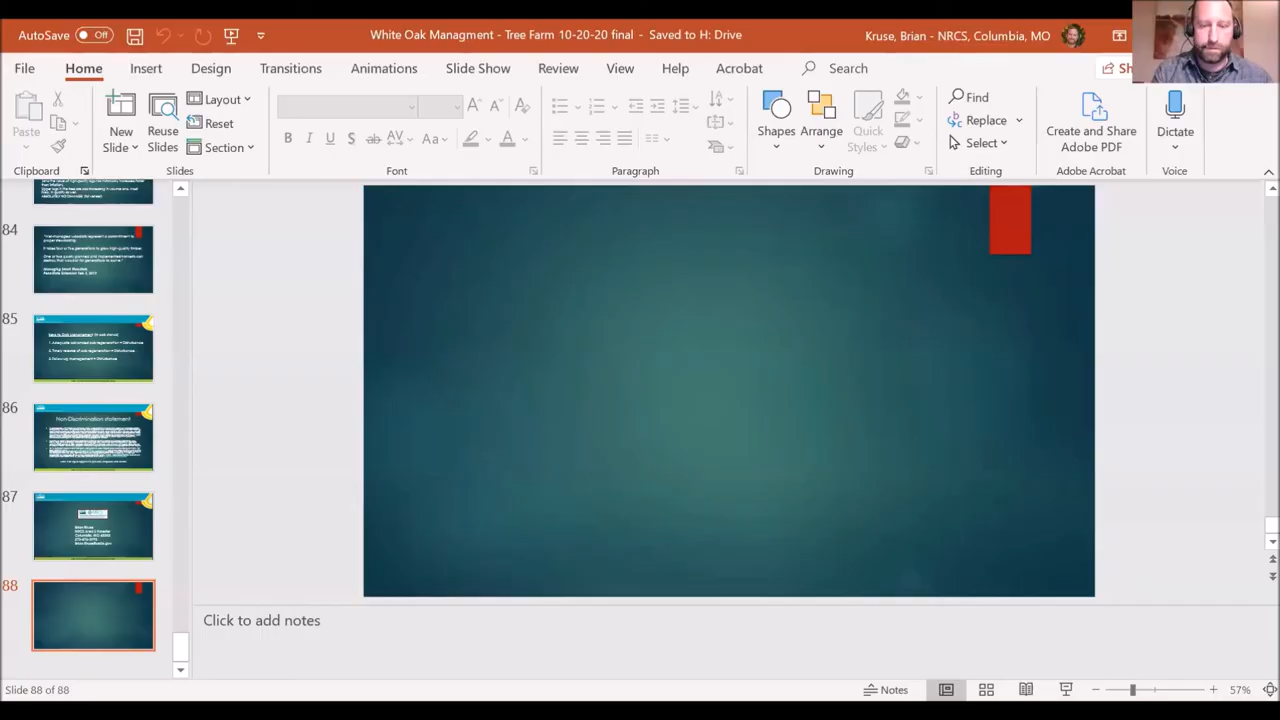 AutoSave Off White Oak Managment - Tree Farm 10-20-20 final - Saved to H: Drive Kruse, Brian - NRCS, Columbia, MO
File Home Insert Design Transitions Animations Slide Show Review View Help Acrobat Search Sh
Paste
New
Slide
Reuse
Slides
Layout
Reset
Section
B I U ab AV Aa A
Shapes
Arrange
Quick
Styles
Find
Replace
Select
Create and Share
Adobe PDF
Dictate
Clipboard Slides Font Paragraph Drawing Editing Adobe Acrobat Voice
84
85
86
Non-Discrimination statement
87
88
Click to add notes
Slide 88 of 88 Notes 57%